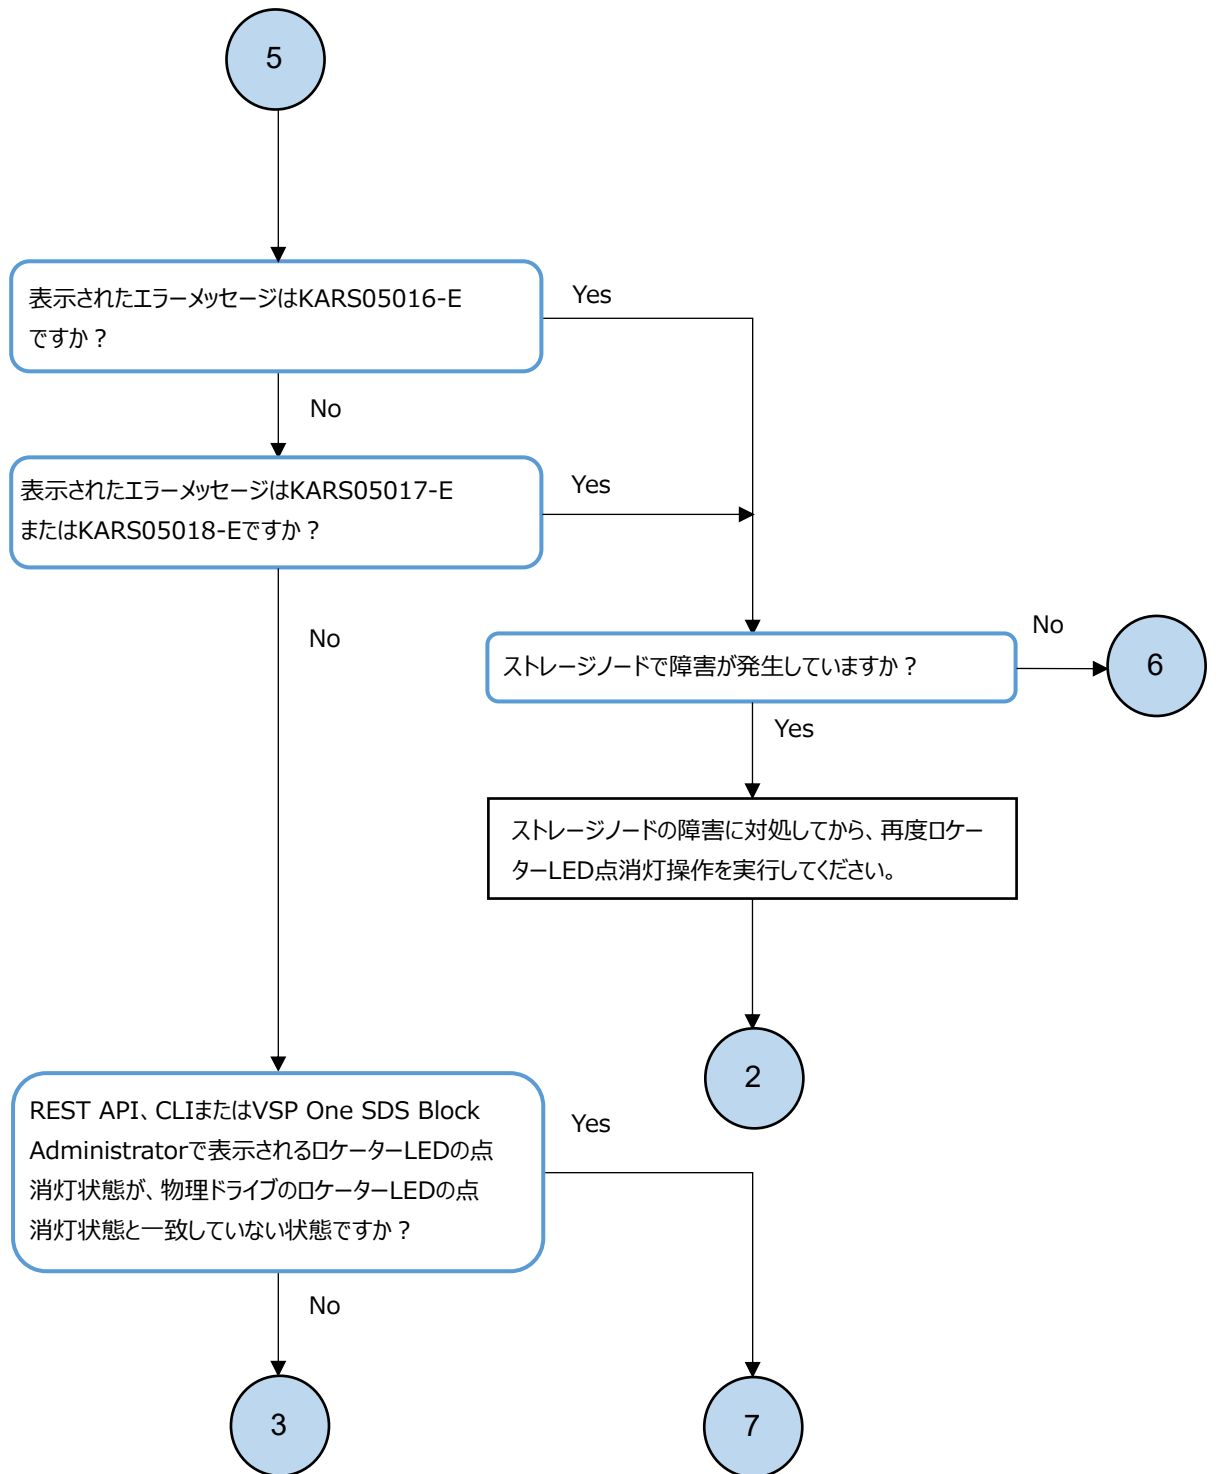 5
表示されたエラーメッセージはKARS05016-E
ですか？
Yes
No
表示されたエラーメッセージはKARS05017-E
またはKARS05018-Eですか？
Yes
No
ストレージノードで障害が発生していますか？
No
6
Yes
ストレージノードの障害に対処してから、再度ロケー
ターLED点消灯操作を実行してください。
2
REST API、CLIまたはVSP One SDS Block
Administratorで表示されるロケーターLEDの点
消灯状態が、物理ドライブのロケーターLEDの点
消灯状態と一致していない状態ですか？
Yes
No
3
7